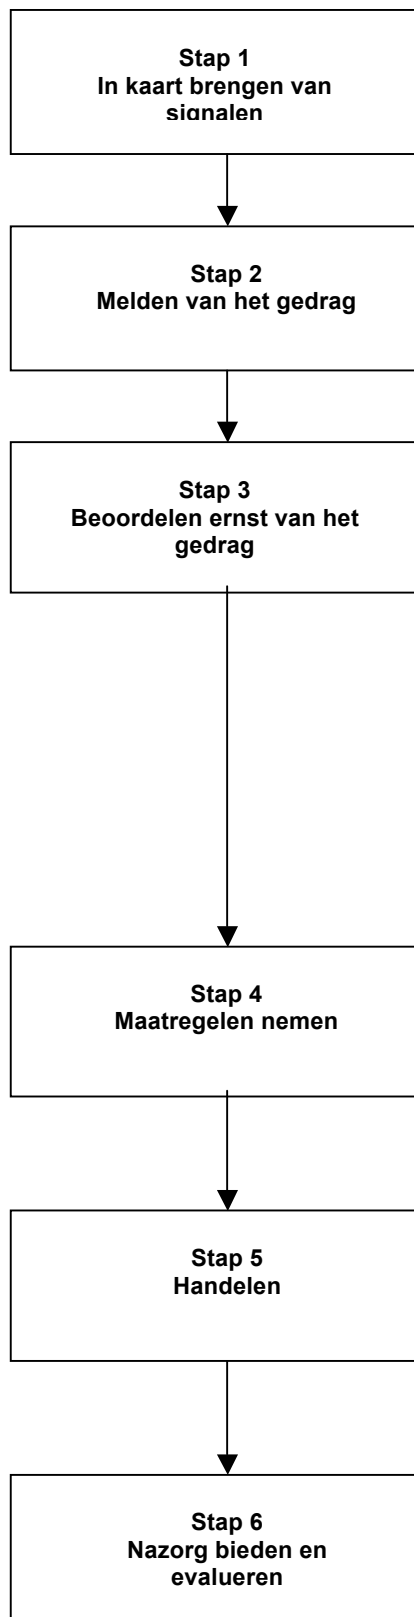 Stap 1
In kaart brengen van
signalen
Stap 2
Melden van het gedrag
Stap 3
Beoordelen ernst van het
gedrag
Stap 4
Maatregelen nemen
Stap 5
Handelen
Stap 6
Nazorg bieden en
evalueren